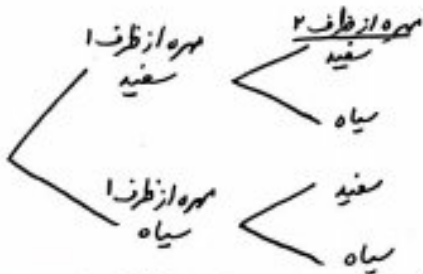 مهره از ظرف ۲
مهره از ظرف ۱
سفید
سفید
سیاه
مهره از ظرف ۱
سیاه
سفید
سیاه